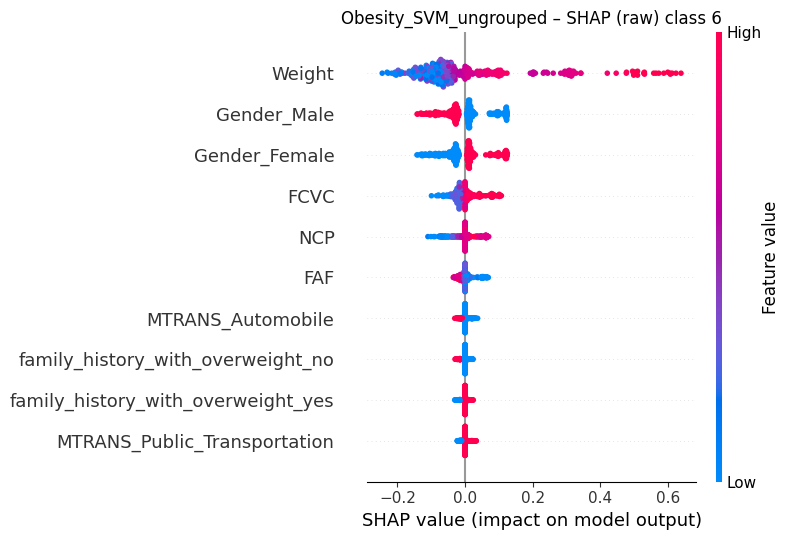 Obesity_SVM_ungrouped – SHAP (raw) class 6
High
Weight
Gender_Male
Gender_Female
FCVC
NCP
FAF
MTRANS_Automobile
family_history_with_overweight_no
family_history_with_overweight_yes
MTRANS_Public_Transportation
Feature value
Low
−0.2 0.0 0.2 0.4 0.6
SHAP value (impact on model output)